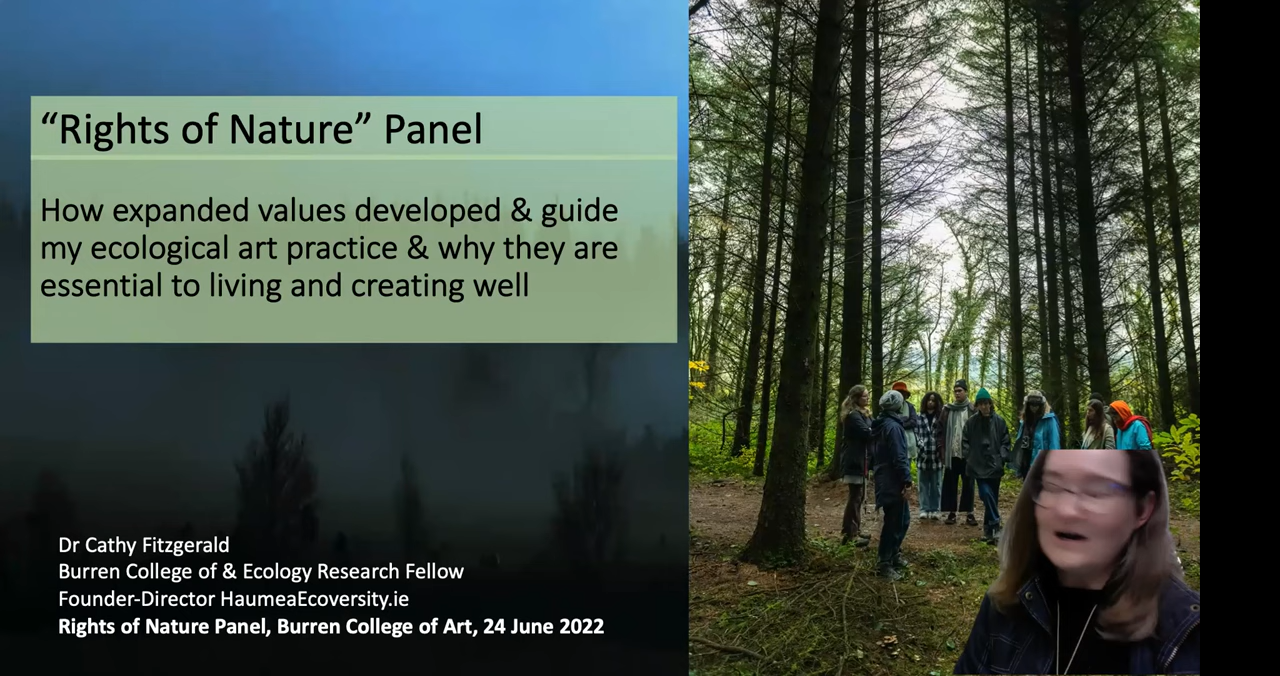 “Rights of Nature” Panel
How expanded values developed & guide
my ecological art practice & why they are
essential to living and creating well
Dr Cathy Fitzgerald
Burren College of & Ecology Research Fellow
Founder-Director HaumeaEcoversity.ie
Rights of Nature Panel, Burren College of Art, 24 June 2022